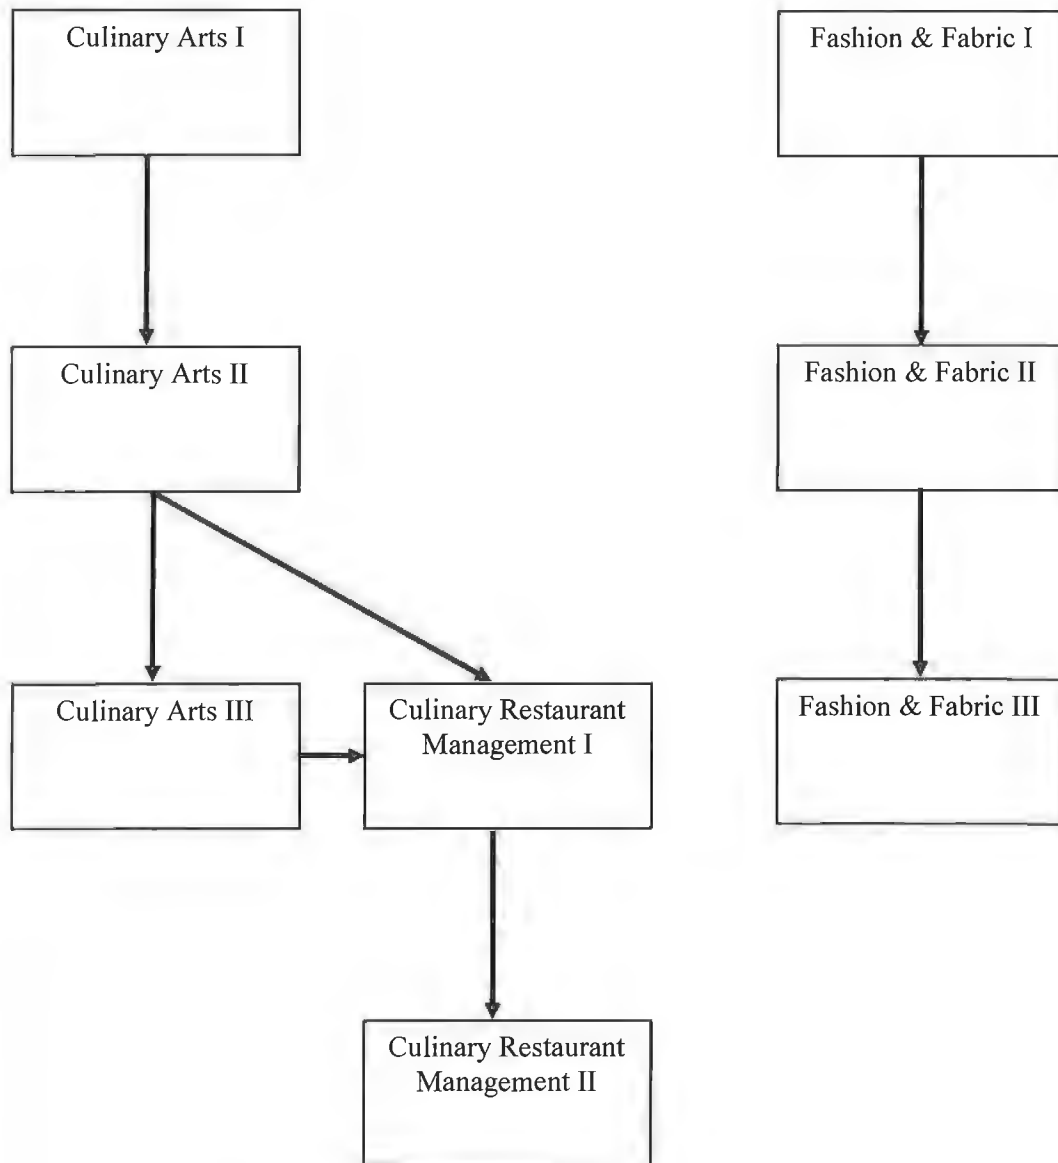 Culinary Arts I
Fashion & Fabric I
Culinary Arts II
Fashion & Fabric II
Culinary Arts III
Culinary Restaurant
Management I
Fashion & Fabric III
Culinary Restaurant
Management II